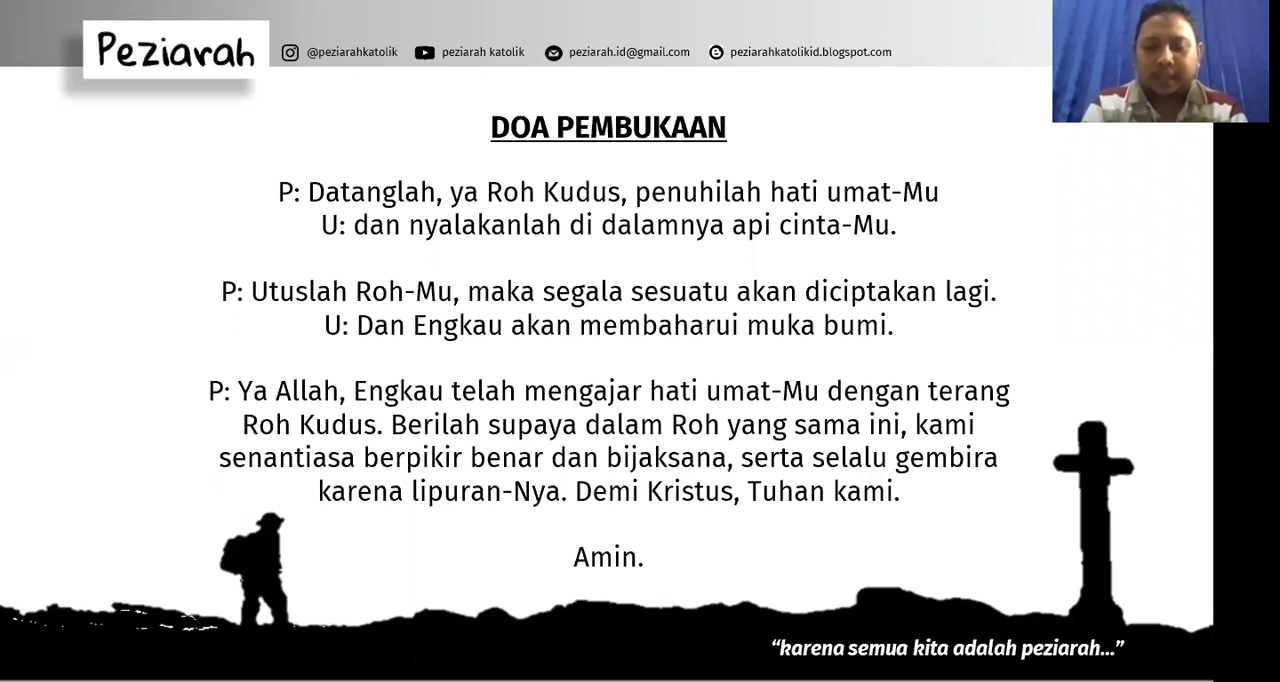 Peziarah
@peziarahkatolik peziarah katolik peziarah.id@gmail.com peziarahkatolikid.blogspot.com
DOA PEMBUKAAN
P: Datanglah, ya Roh Kudus, penuhilah hati umat-Mu
U: dan nyalakanlah di dalamnya api cinta-Mu.
P: Utuslah Roh-Mu, maka segala sesuatu akan diciptakan lagi.
U: Dan Engkau akan membaharui muka bumi.
P: Ya Allah, Engkau telah mengajar hati umat-Mu dengan terang
Roh Kudus. Berilah supaya dalam Roh yang sama ini, kami
senantiasa berpikir benar dan bijaksana, serta selalu gembira
karena lipuran-Nya. Demi Kristus, Tuhan kami.
Amin.
“karena semua kita adalah peziarah...”